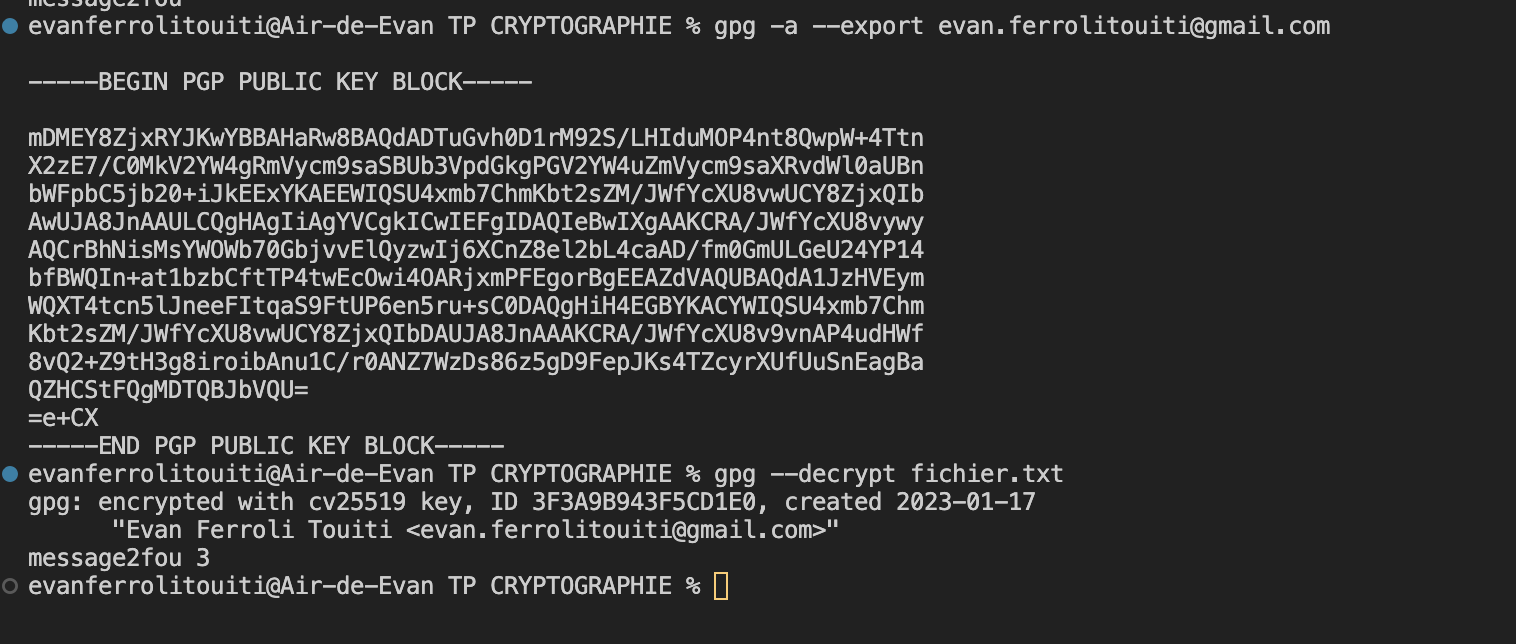 message2fou
evanferrolitouiti@Air-de-Evan TP CRYPTOGRAPHIE % gpg -a --export evan.ferrolitouiti@gmail.com
-----BEGIN PGP PUBLIC KEY BLOCK-----
mDMEY8ZjxRYJKwYBBAHaRw8BAQdADTuGvh0D1rM92S/LHIduMOP4nt8QwpW+4Ttn
X2zE7/C0MkV2YW4gRmVycm9saSBUb3VpdGkgPGV2YW4uZmVycm9saXRvdWl0aUBn
bWFpbC5jb20+iJkEExYKAEEWIQSU4xmb7ChmKbt2sZM/JWfYcXU8vwUCY8ZjxQIb
AwUJA8JnAAULCQgHAgIiAgYVCgkICwIEFgIDAQIeBwIXgAAKCRA/JWfYcXU8vywy
AQCrBhNisMsYWOWb70GbjvvElQyzwIj6XCnZ8el2bL4caAD/fm0GmULGeU24YP14
bfBWQIn+at1bzbCftTP4twEcOwi4OARjxmPFEgorBgEEAZdVAQUBAQdA1JzHVEym
WQXT4tcn5lJneeFItqaS9FtUP6en5ru+sC0DAQgHiH4EGBYKACYWIQSU4xmb7Chm
Kbt2sZM/JWfYcXU8vwUCY8ZjxQIbDAUJA8JnAAAKCRA/JWfYcXU8v9vnAP4udHWf
8vQ2+Z9tH3g8iroibAnu1C/r0ANZ7WzDs86z5gD9FepJKs4TZcyrXUfUuSnEagBa
QZHCStFQgMDTQBJbVQU=
=e+CX
-----END PGP PUBLIC KEY BLOCK-----
evanferrolitouiti@Air-de-Evan TP CRYPTOGRAPHIE % gpg --decrypt fichier.txt
gpg: encrypted with cv25519 key, ID 3F3A9B943F5CD1E0, created 2023-01-17
"Evan Ferroli Touiti <evan.ferrolitouiti@gmail.com>"
message2fou 3
evanferrolitouiti@Air-de-Evan TP CRYPTOGRAPHIE %